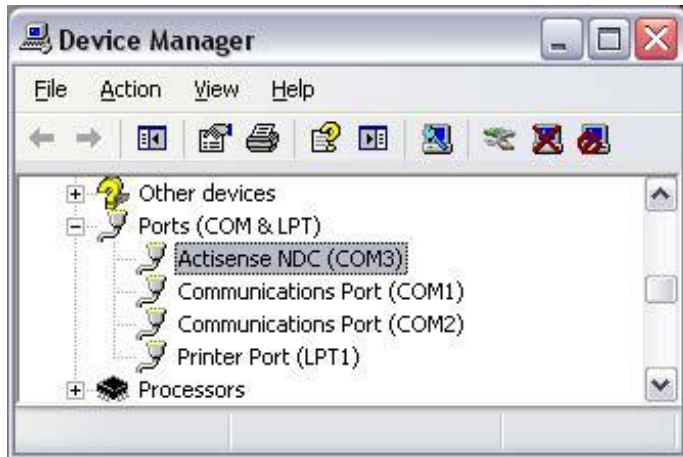 Device Manager
File Action View Help
Other devices
Ports (COM & LPT)
Actisense NDC (COM3)
Communications Port (COM1)
Communications Port (COM2)
Printer Port (LPT1)
Processors